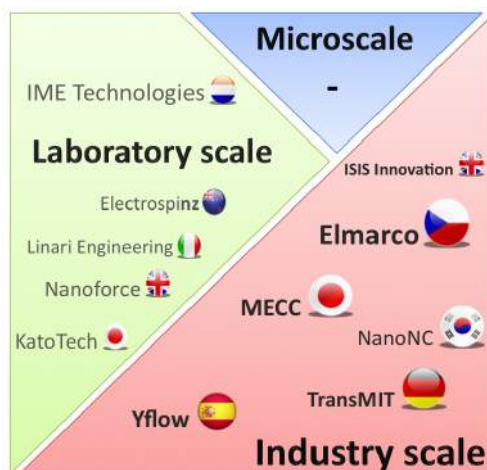 Microscale
-
IME Technologies
Laboratory scale
Electrospinz
Linari Engineering
Nanoforce
KatoTech
ISIS Innovation
Elmarco
MECC
NanoNC
TransMIT
Yflow
Industry scale